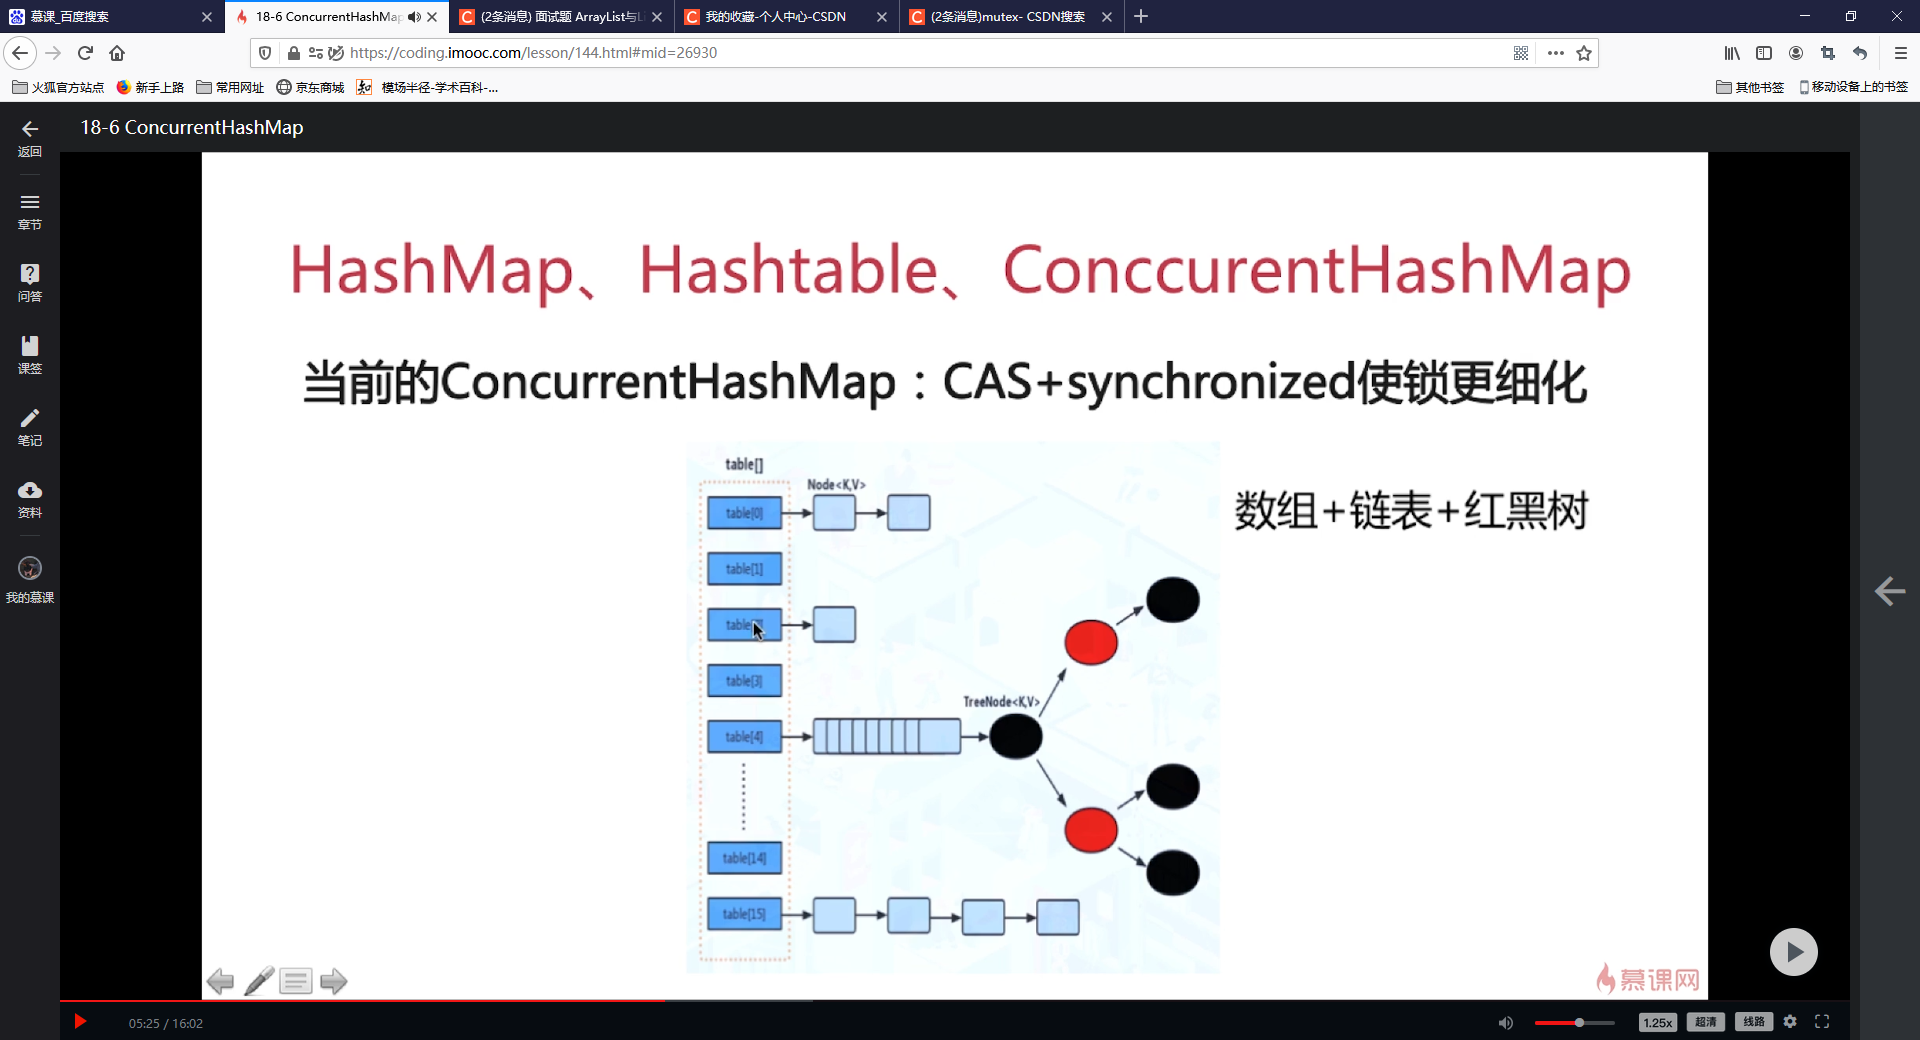 慕课_百度搜索
18-6 ConcurrentHashMap
(2条消息) 面试题 ArrayList与
我的收藏-个人中心-CSDN
(2条消息)mutex- CSDN搜索
https://coding.imooc.com/lesson/144.html#mid=26930
火狐官方站点 新手上路 常用网址 京东商城 模场半径-学术百科-... 其他书签 移动设备上的书签
18-6 ConcurrentHashMap
返回
章节
问答
课签
笔记
资料
我的慕课
HashMap、Hashtable、ConccurentHashMap
当前的ConcurrentHashMap：CAS+synchronized使锁更细化
数组+链表+红黑树
table[]
Node<K,V>
table[0]
table[1]
table[3]
TreeNode<K,V>
table[4]
table[14]
table[15]
慕课网
05:25 / 16:02
1.25x 超清 线路